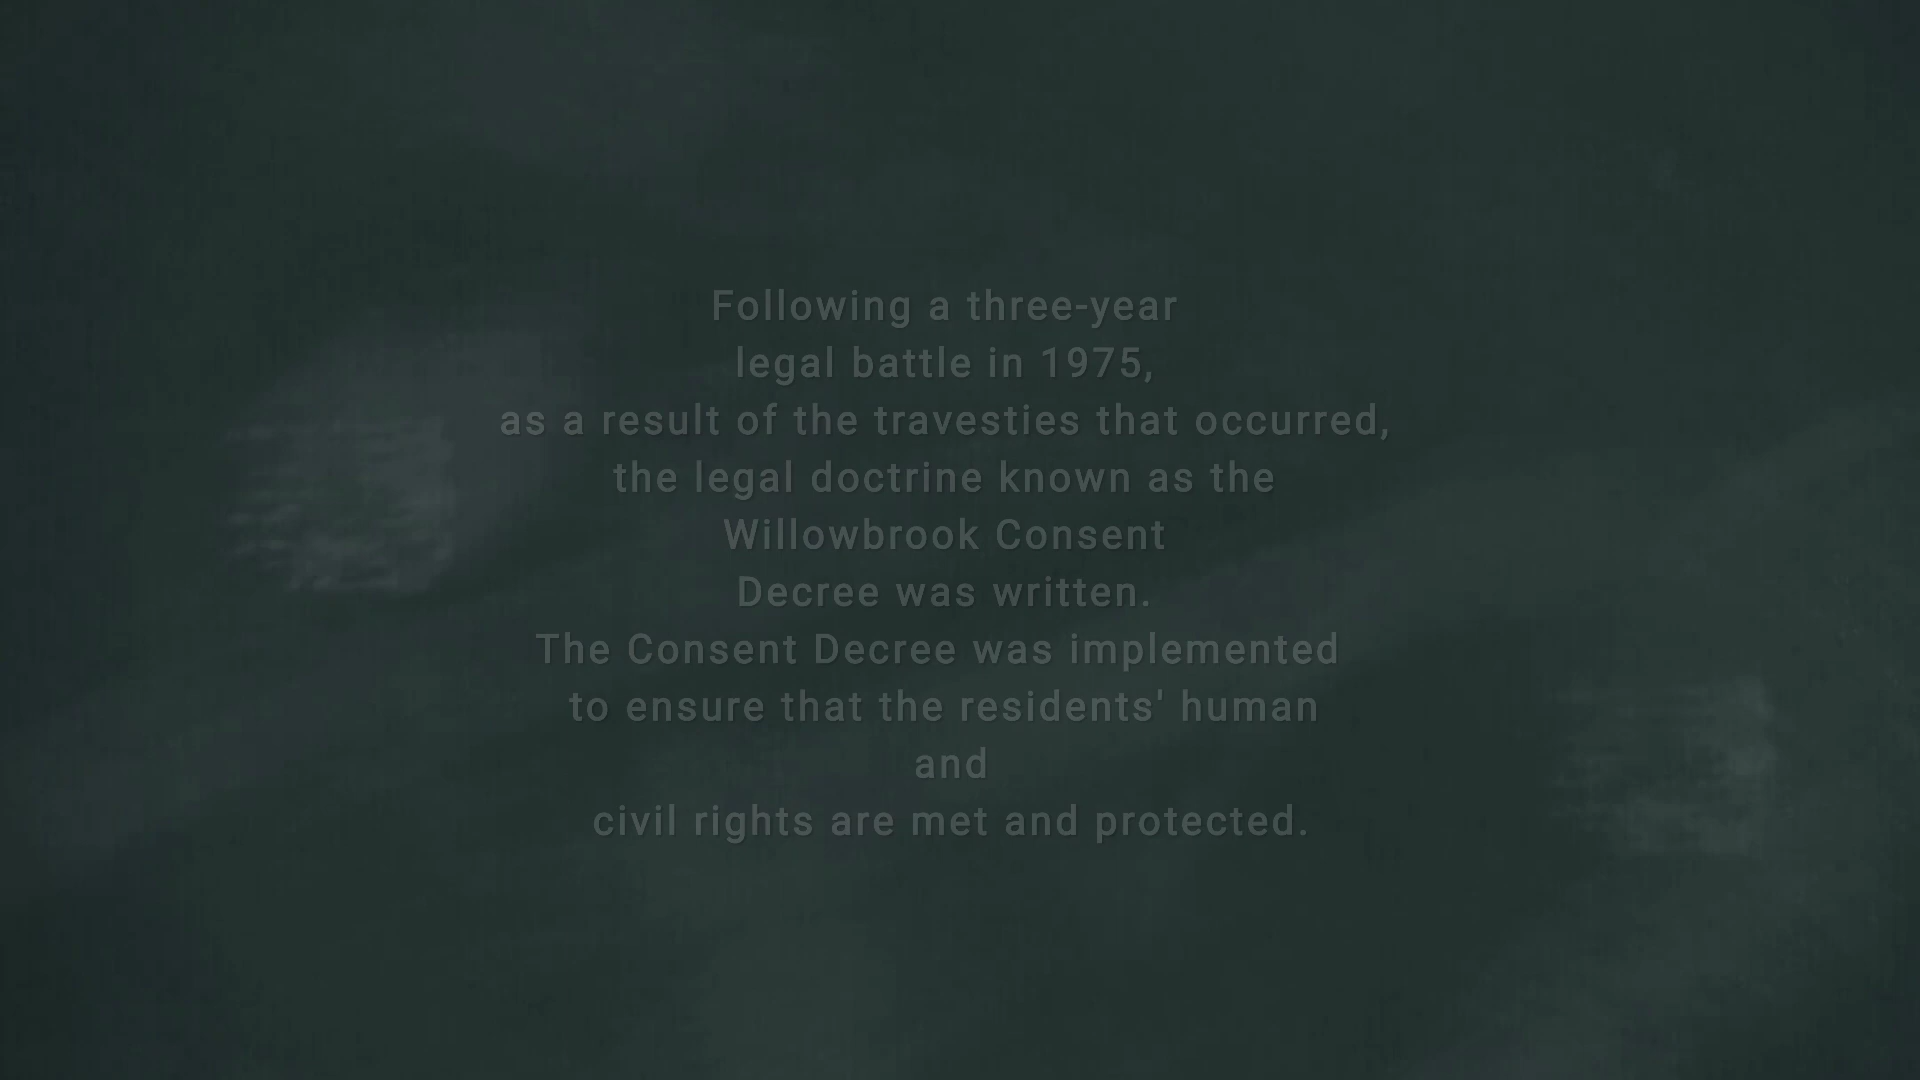 Following a three-year
legal battle in 1975,
as a result of the travesties that occurred,
the legal doctrine known as the
Willowbrook Consent
Decree was written.
The Consent Decree was implemented
to ensure that the residents' human
and
civil rights are met and protected.